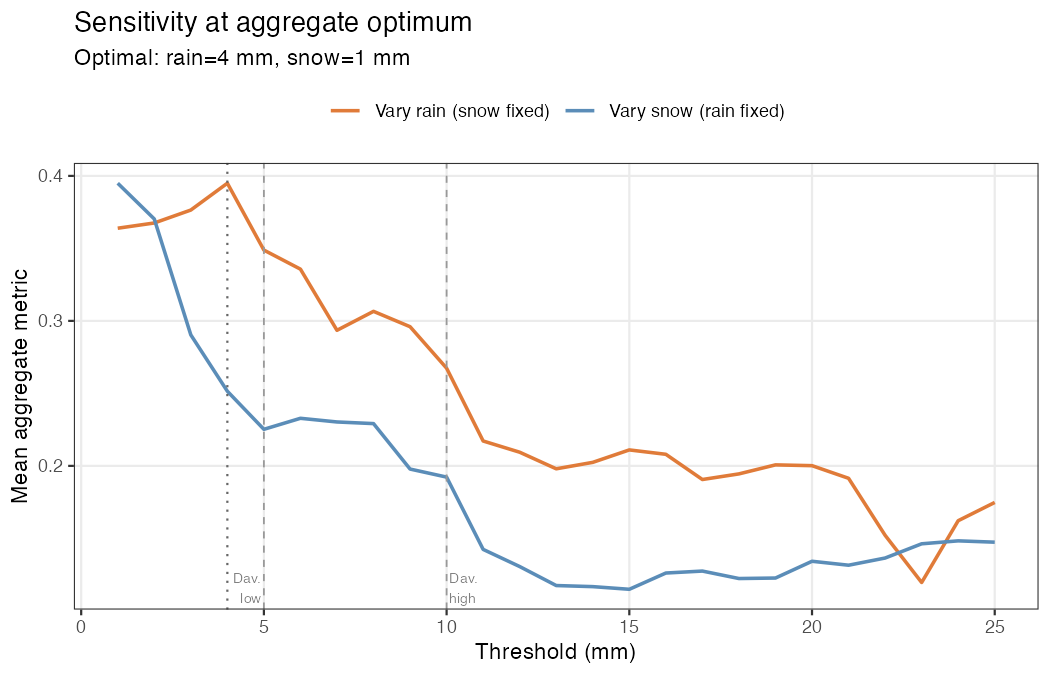 Sensitivity at aggregate optimum
Optimal: rain=4 mm, snow=1 mm
Vary rain (snow fixed) Vary snow (rain fixed)
Mean aggregate metric
0.4
0.3
0.2
Dav.
low
Dav.
high
0 5 10 15 20 25
Threshold (mm)